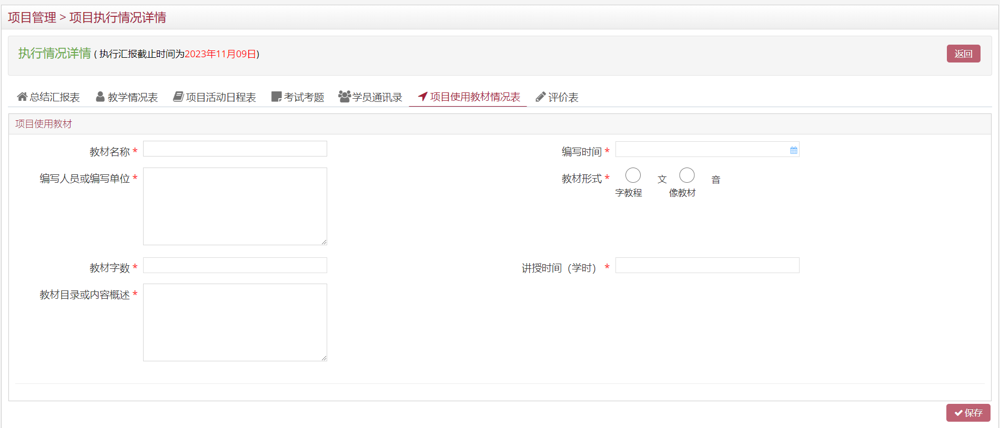 项目管理 > 项目执行情况详情
执行情况详情 ( 执行汇报截止时间为2023年11月09日)
返回
总结汇报表 教学情况表 项目活动日程表 考试考题 学员通讯录 项目使用教材情况表 评价表
项目使用教材
教材名称 *
编写时间 *
编写人员或编写单位 *
教材形式 *
文 音
字教程 像教材
教材字数 *
讲授时间（学时） *
教材目录或内容概述 *
保存